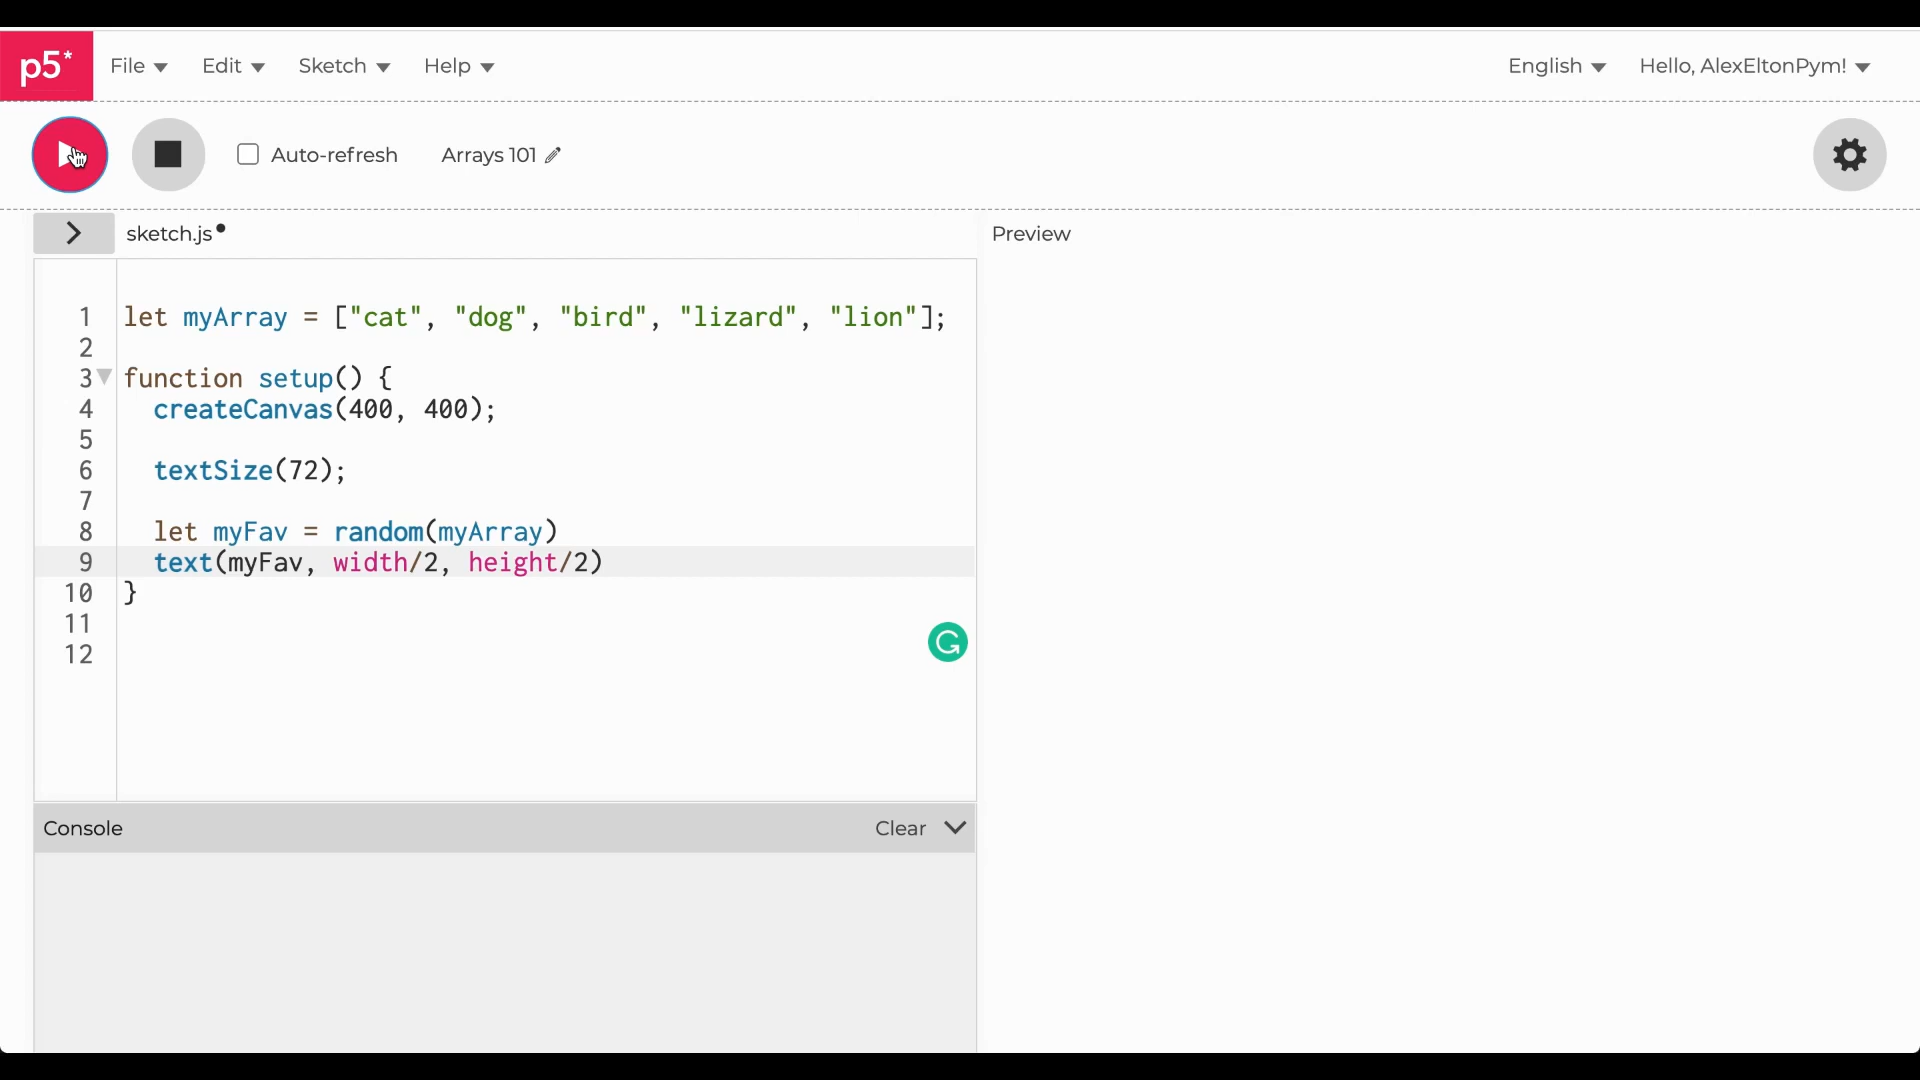 p5* File Edit Sketch Help English Hello, AlexEltonPym!
Auto-refresh Arrays 101
sketch.js Preview
1 let myArray = ["cat", "dog", "bird", "lizard", "lion"];
2
3 function setup() {
4 createCanvas(400, 400);
5
6 textSize(72);
7
8 let myFav = random(myArray)
9 text(myFav, width/2, height/2)
10 }
11
12
Console Clear